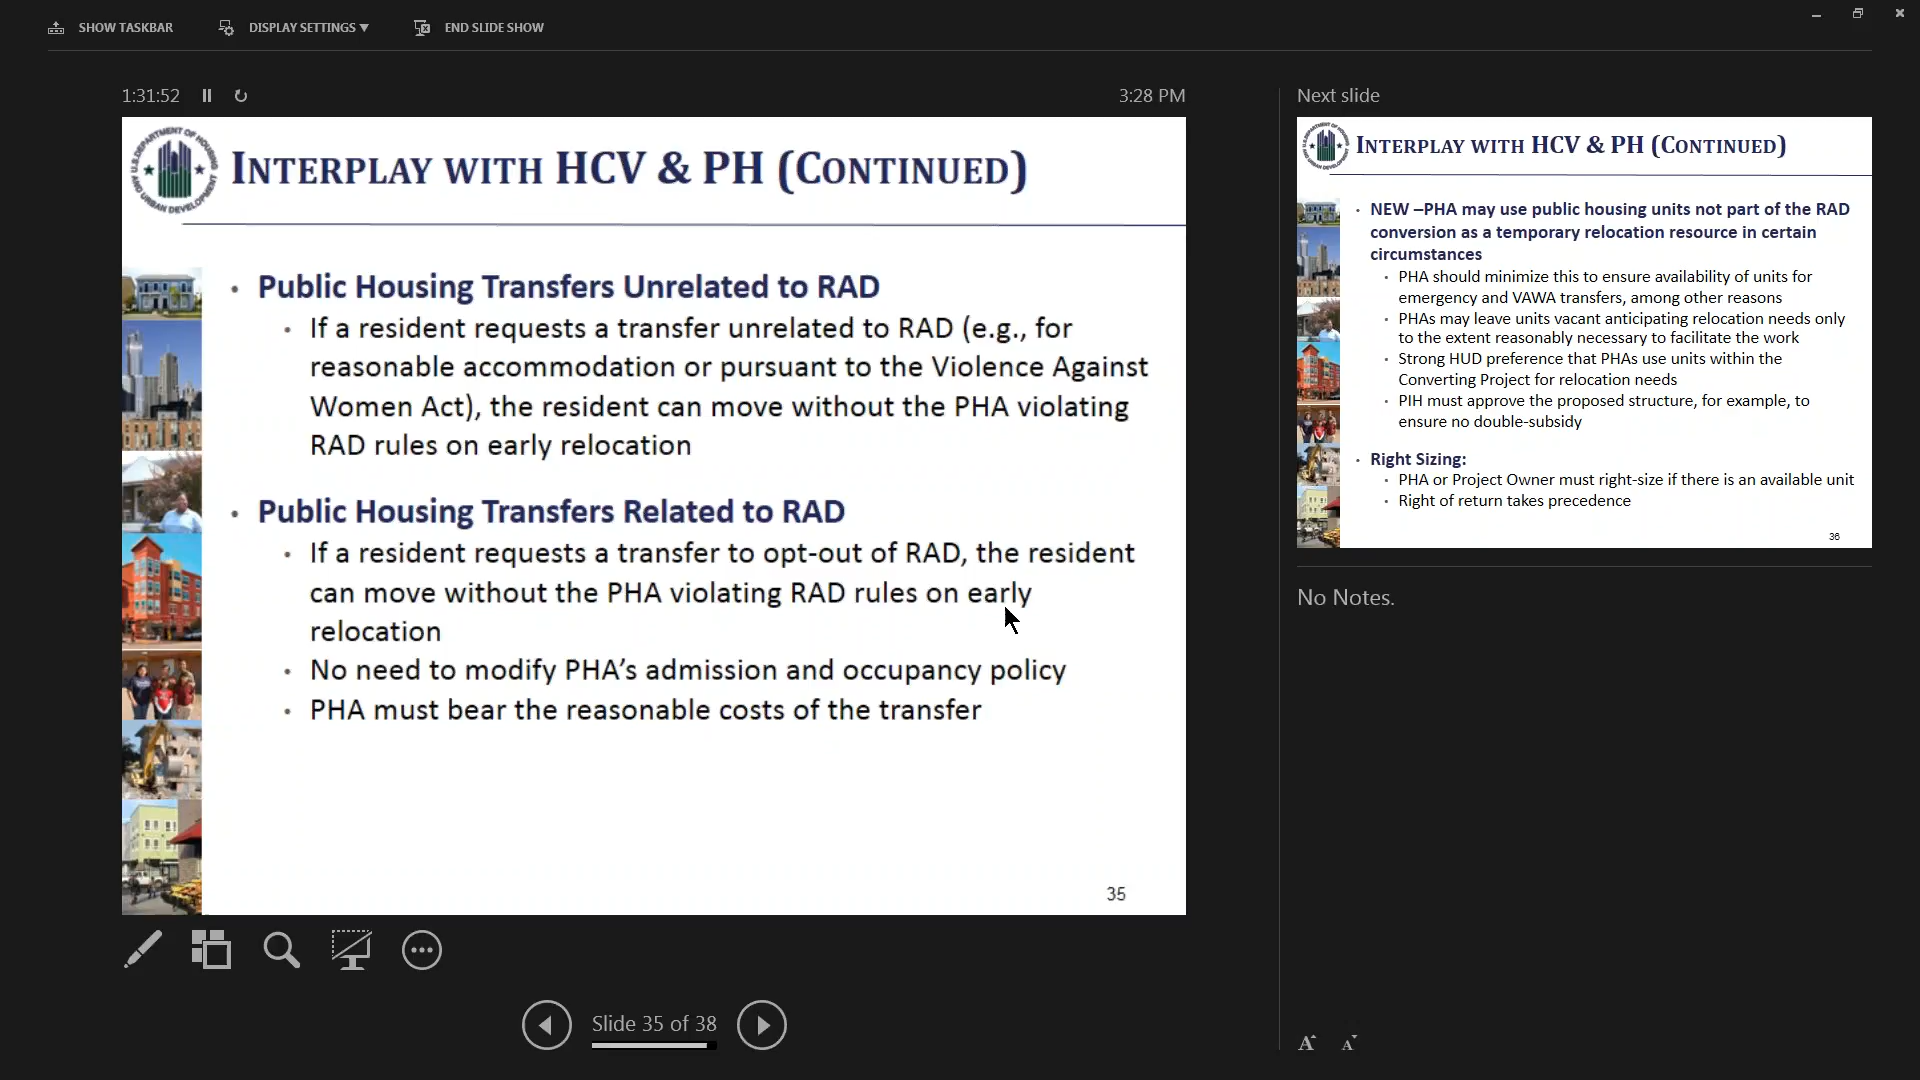 SHOW TASKBAR
DISPLAY SETTINGS ▼
END SLIDE SHOW
1:31:52
3:28 PM
U.S. DEPARTMENT OF HOUSING AND URBAN DEVELOPMENT
INTERPLAY WITH HCV & PH (CONTINUED)
• Public Housing Transfers Unrelated to RAD
• If a resident requests a transfer unrelated to RAD (e.g., for
reasonable accommodation or pursuant to the Violence Against
Women Act), the resident can move without the PHA violating
RAD rules on early relocation
• Public Housing Transfers Related to RAD
• If a resident requests a transfer to opt-out of RAD, the resident
can move without the PHA violating RAD rules on early
relocation
• No need to modify PHA's admission and occupancy policy
• PHA must bear the reasonable costs of the transfer
35
Slide 35 of 38
Next slide
INTERPLAY WITH HCV & PH (CONTINUED)
• NEW –PHA may use public housing units not part of the RAD
conversion as a temporary relocation resource in certain
circumstances
• PHA should minimize this to ensure availability of units for
emergency and VAWA transfers, among other reasons
• PHAs may leave units vacant anticipating relocation needs only
to the extent reasonably necessary to facilitate the work
• Strong HUD preference that PHAs use units within the
Converting Project for relocation needs
• PIH must approve the proposed structure, for example, to
ensure no double-subsidy
• Right Sizing:
• PHA or Project Owner must right-size if there is an available unit
• Right of return takes precedence
36
No Notes.
A A